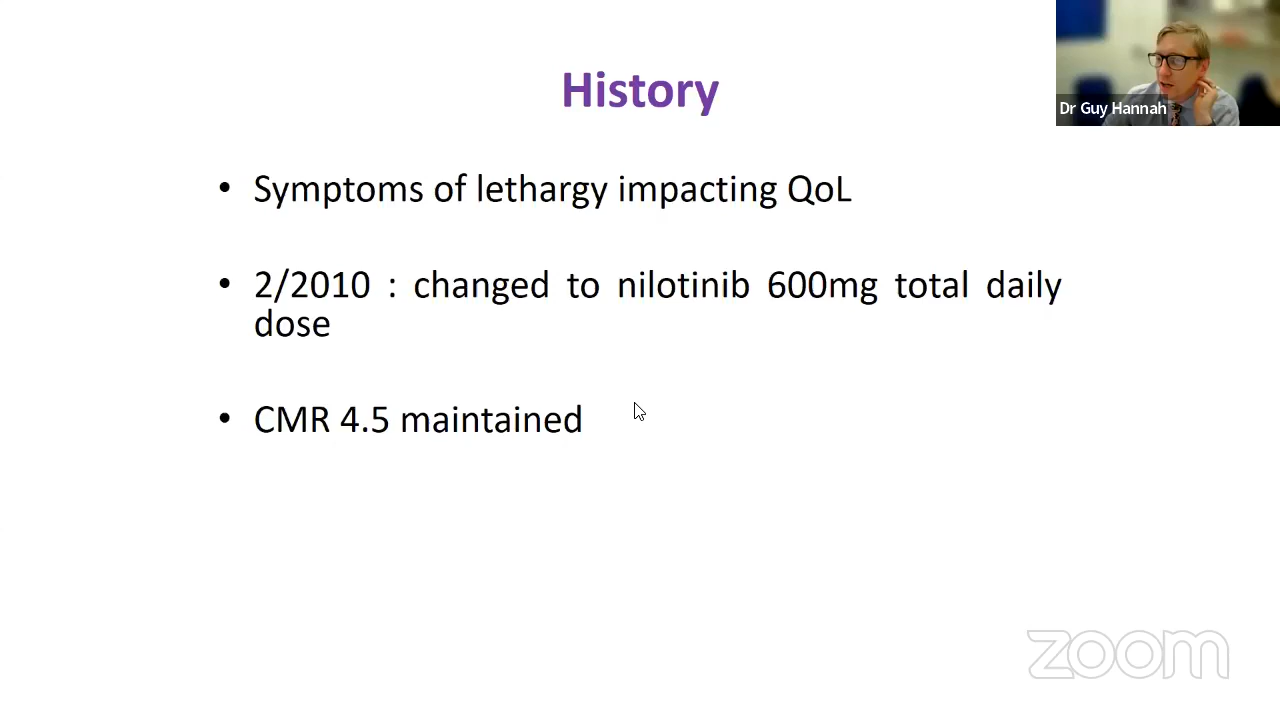 History
Dr Guy Hannah
• Symptoms of lethargy impacting QoL
• 2/2010 : changed to nilotinib 600mg total daily
dose
• CMR 4.5 maintained
zoom